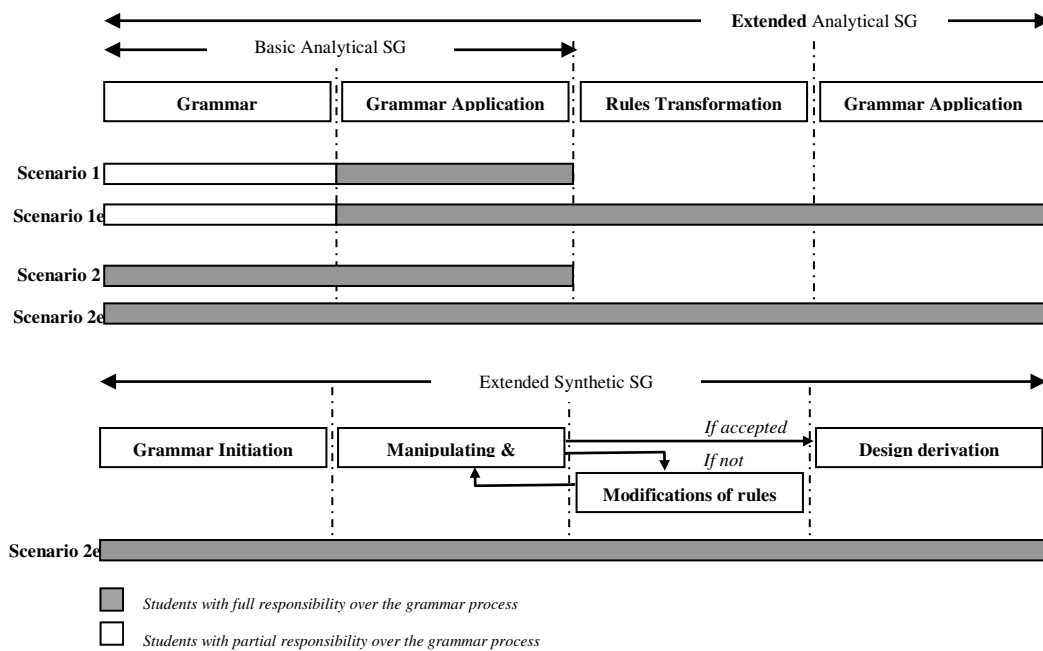 Extended Analytical SG
Basic Analytical SG
Grammar
Grammar Application
Rules Transformation
Grammar Application
Scenario 1
Scenario 1e
Scenario 2
Scenario 2e
Extended Synthetic SG
Grammar Initiation
Manipulating &
If accepted
If not
Modifications of rules
Design derivation
Scenario 2e
Students with full responsibility over the grammar process
Students with partial responsibility over the grammar process